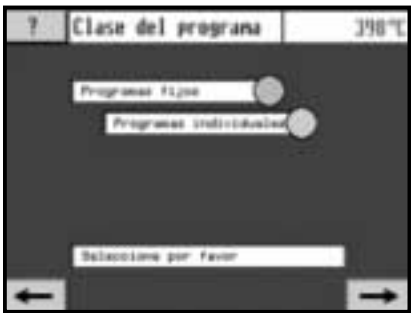 ? Clase del programa 398°C
Programas fijos
Programas individuales
Seleccione por favor